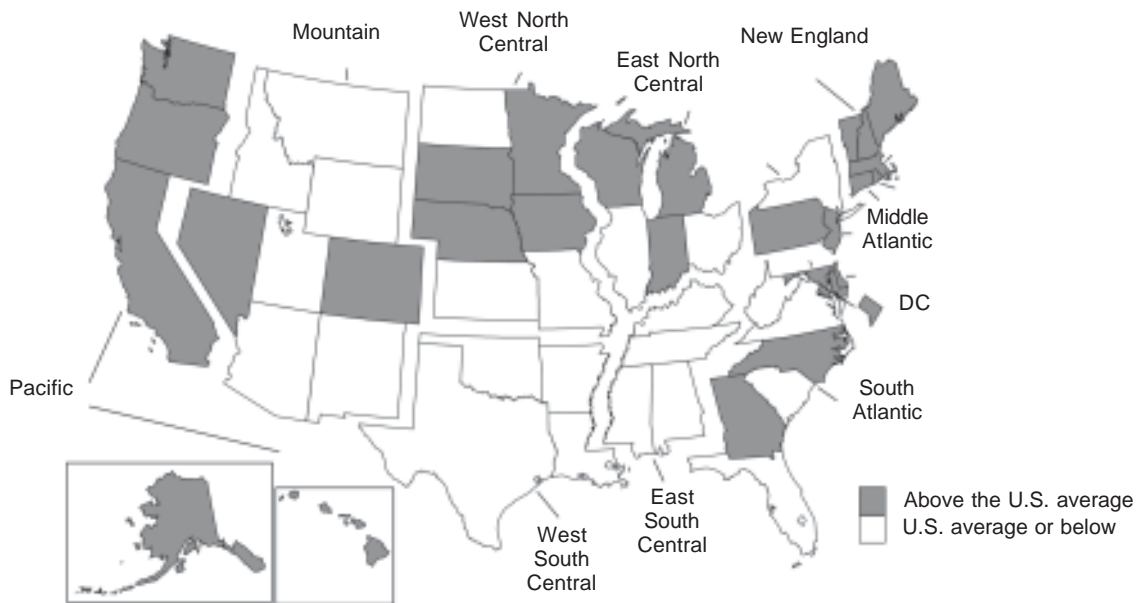 Mountain
West North
Central
East North
Central
New England
Middle
Atlantic
DC
Pacific
South
Atlantic
West
South
Central
East
South
Central
Above the U.S. average
U.S. average or below